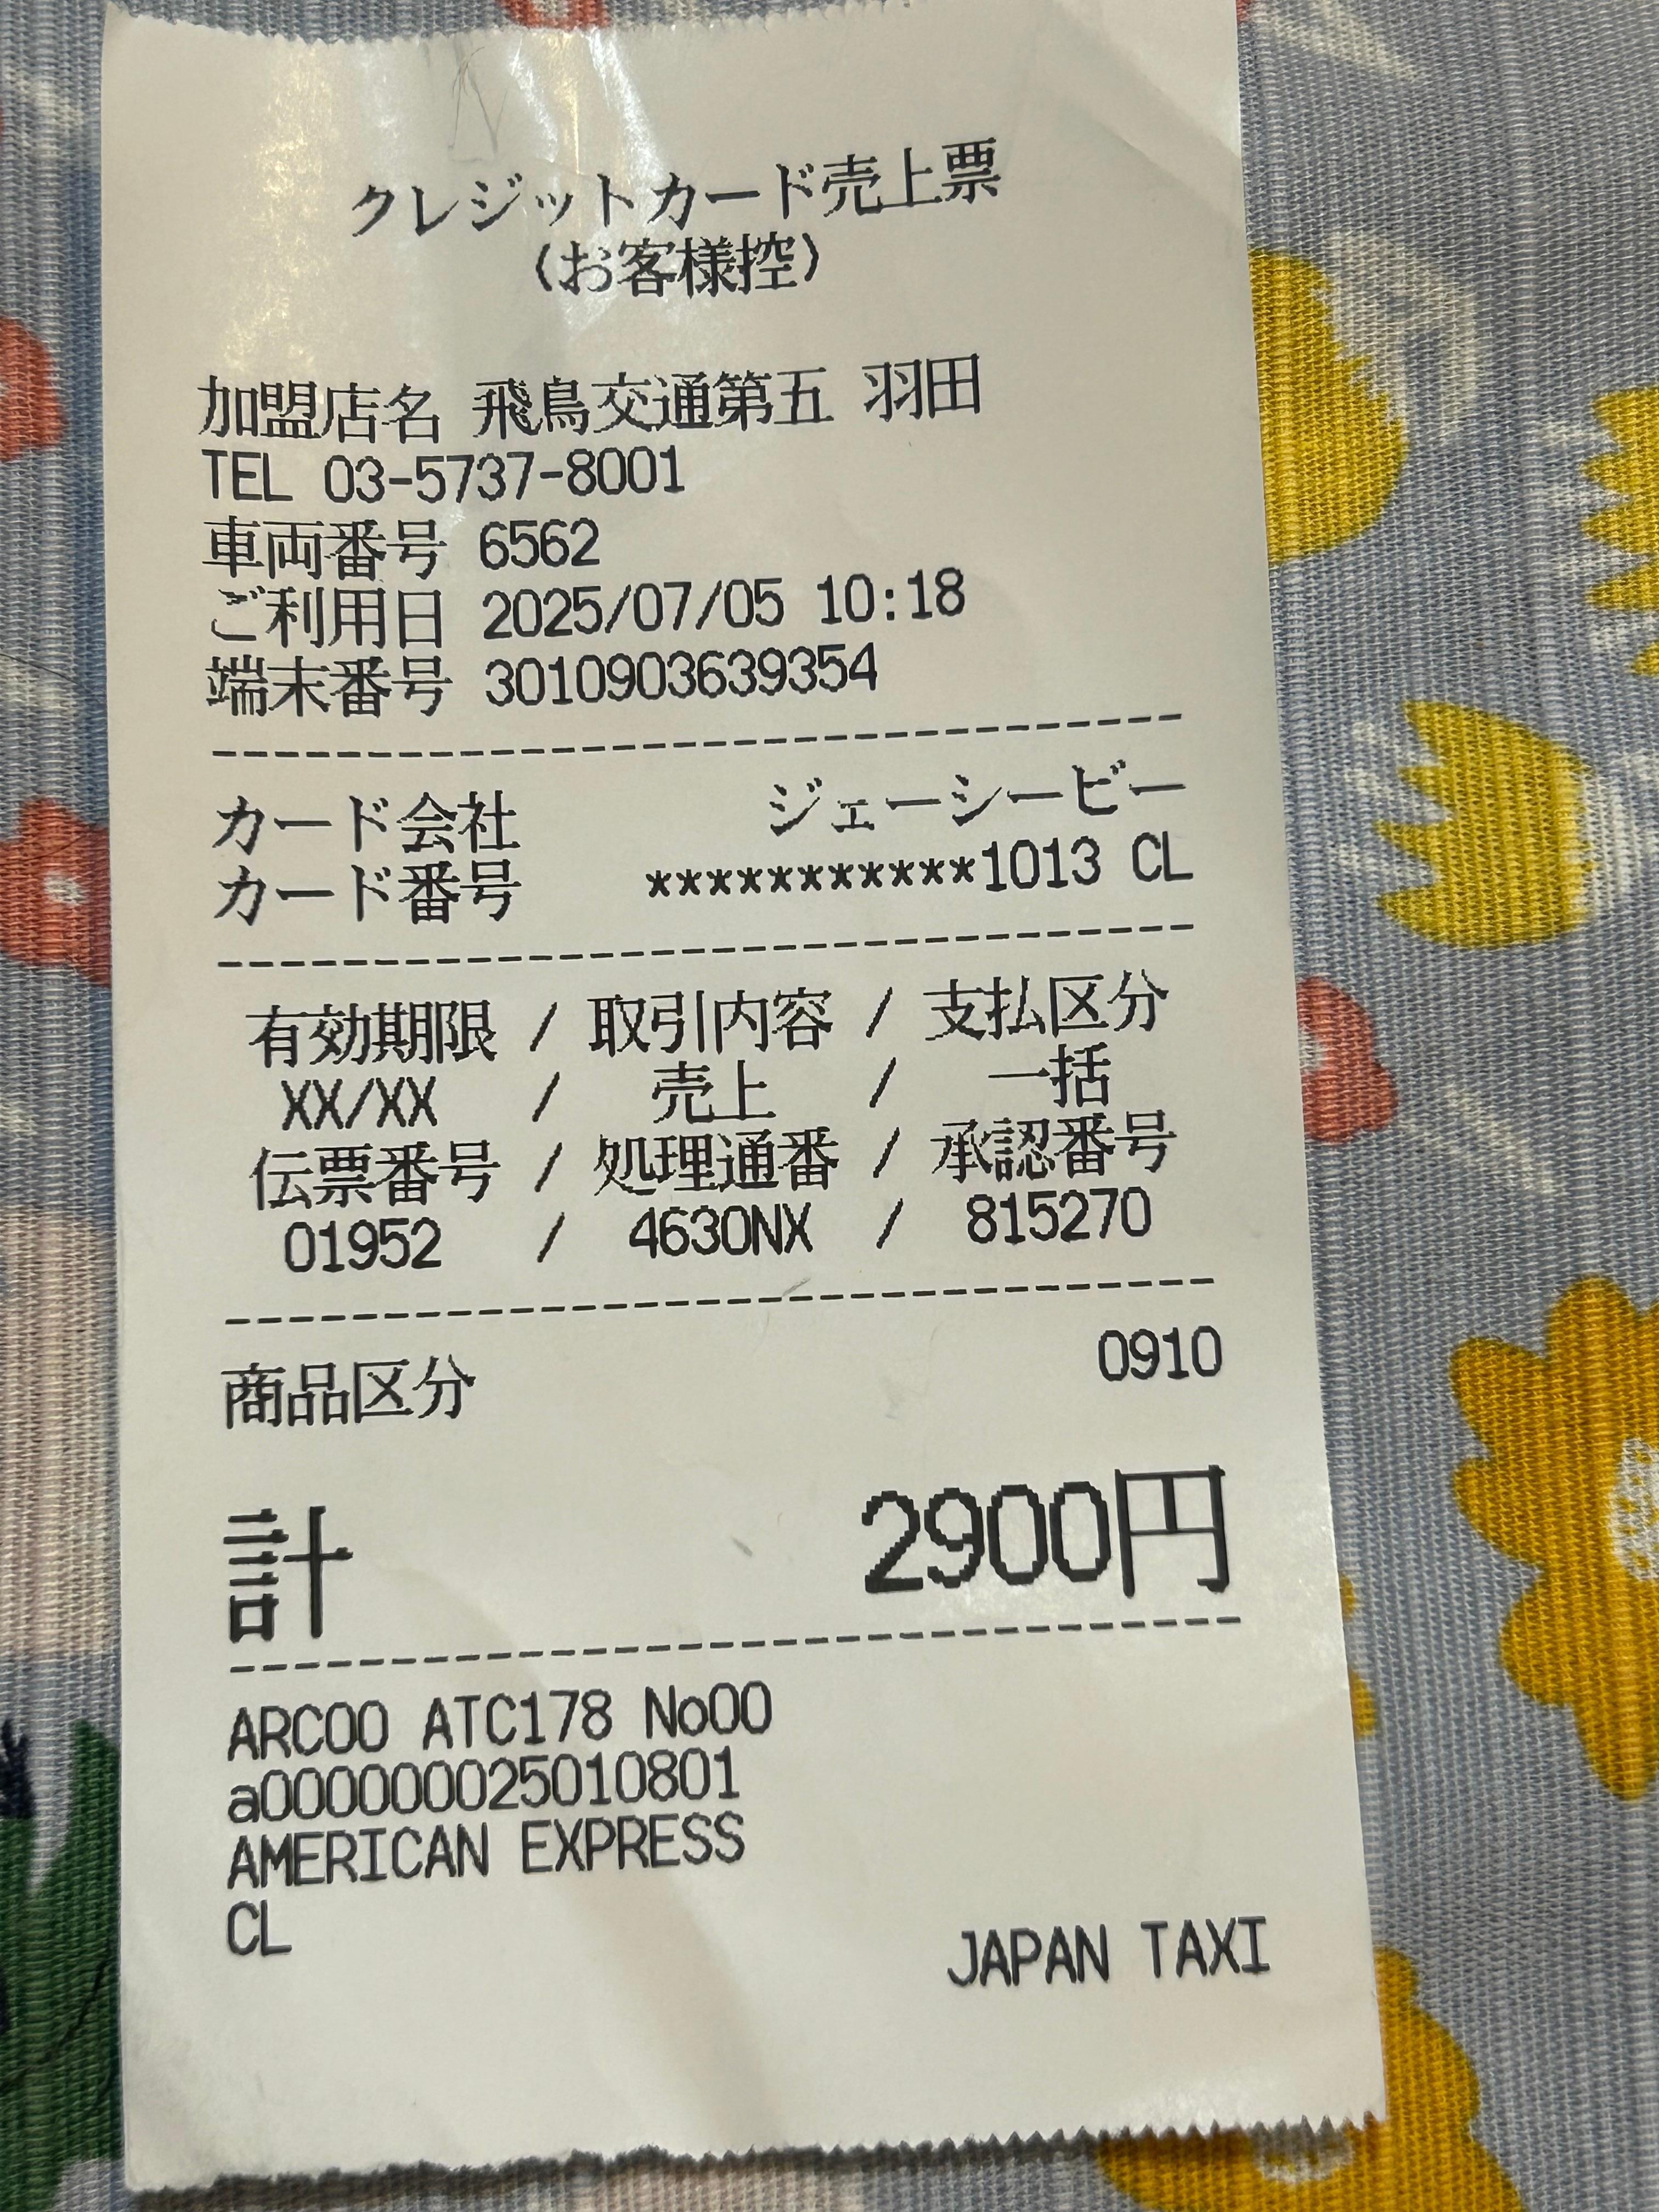 クレジットカード売上票
(お客様控)
加盟店名 飛鳥交通第五 羽田
TEL 03-5737-8001
車両番号 6562
ご利用日 2025/07/05 10:18
端末番号 3010903639354
カード会社 ジェーシービー
カード番号 ***********1013 CL
有効期限 / 取引内容 / 支払区分
XX/XX / 売上 / 一括
伝票番号 / 処理通番 / 承認番号
01952 / 4630NX / 815270
商品区分 0910
計 2900円
ARC00 ATC178 No00
a000000025010801
AMERICAN EXPRESS
CL
JAPAN TAXI